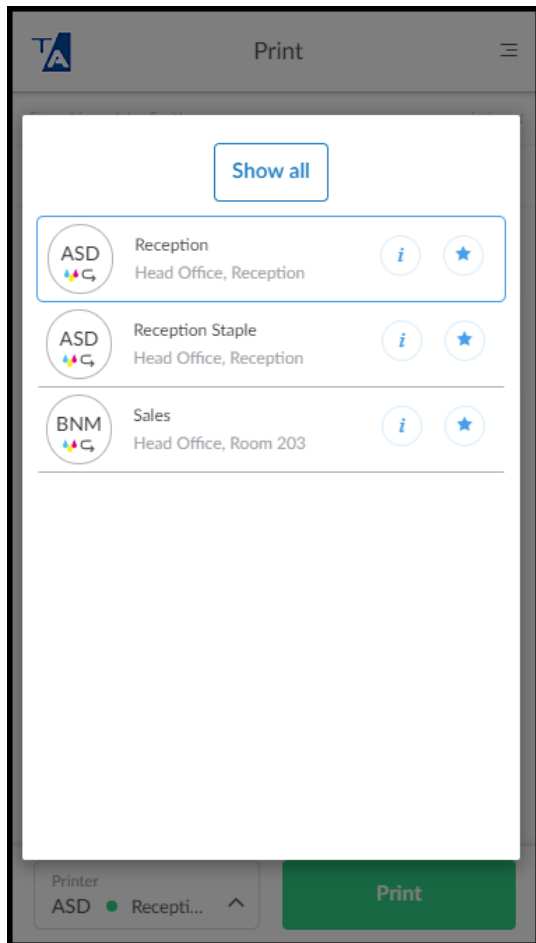 TA
Print
Show all
ASD
Reception
Head Office, Reception
i
ASD
Reception Staple
Head Office, Reception
i
BNM
Sales
Head Office, Room 203
i
Printer
ASD Recepti...
Print